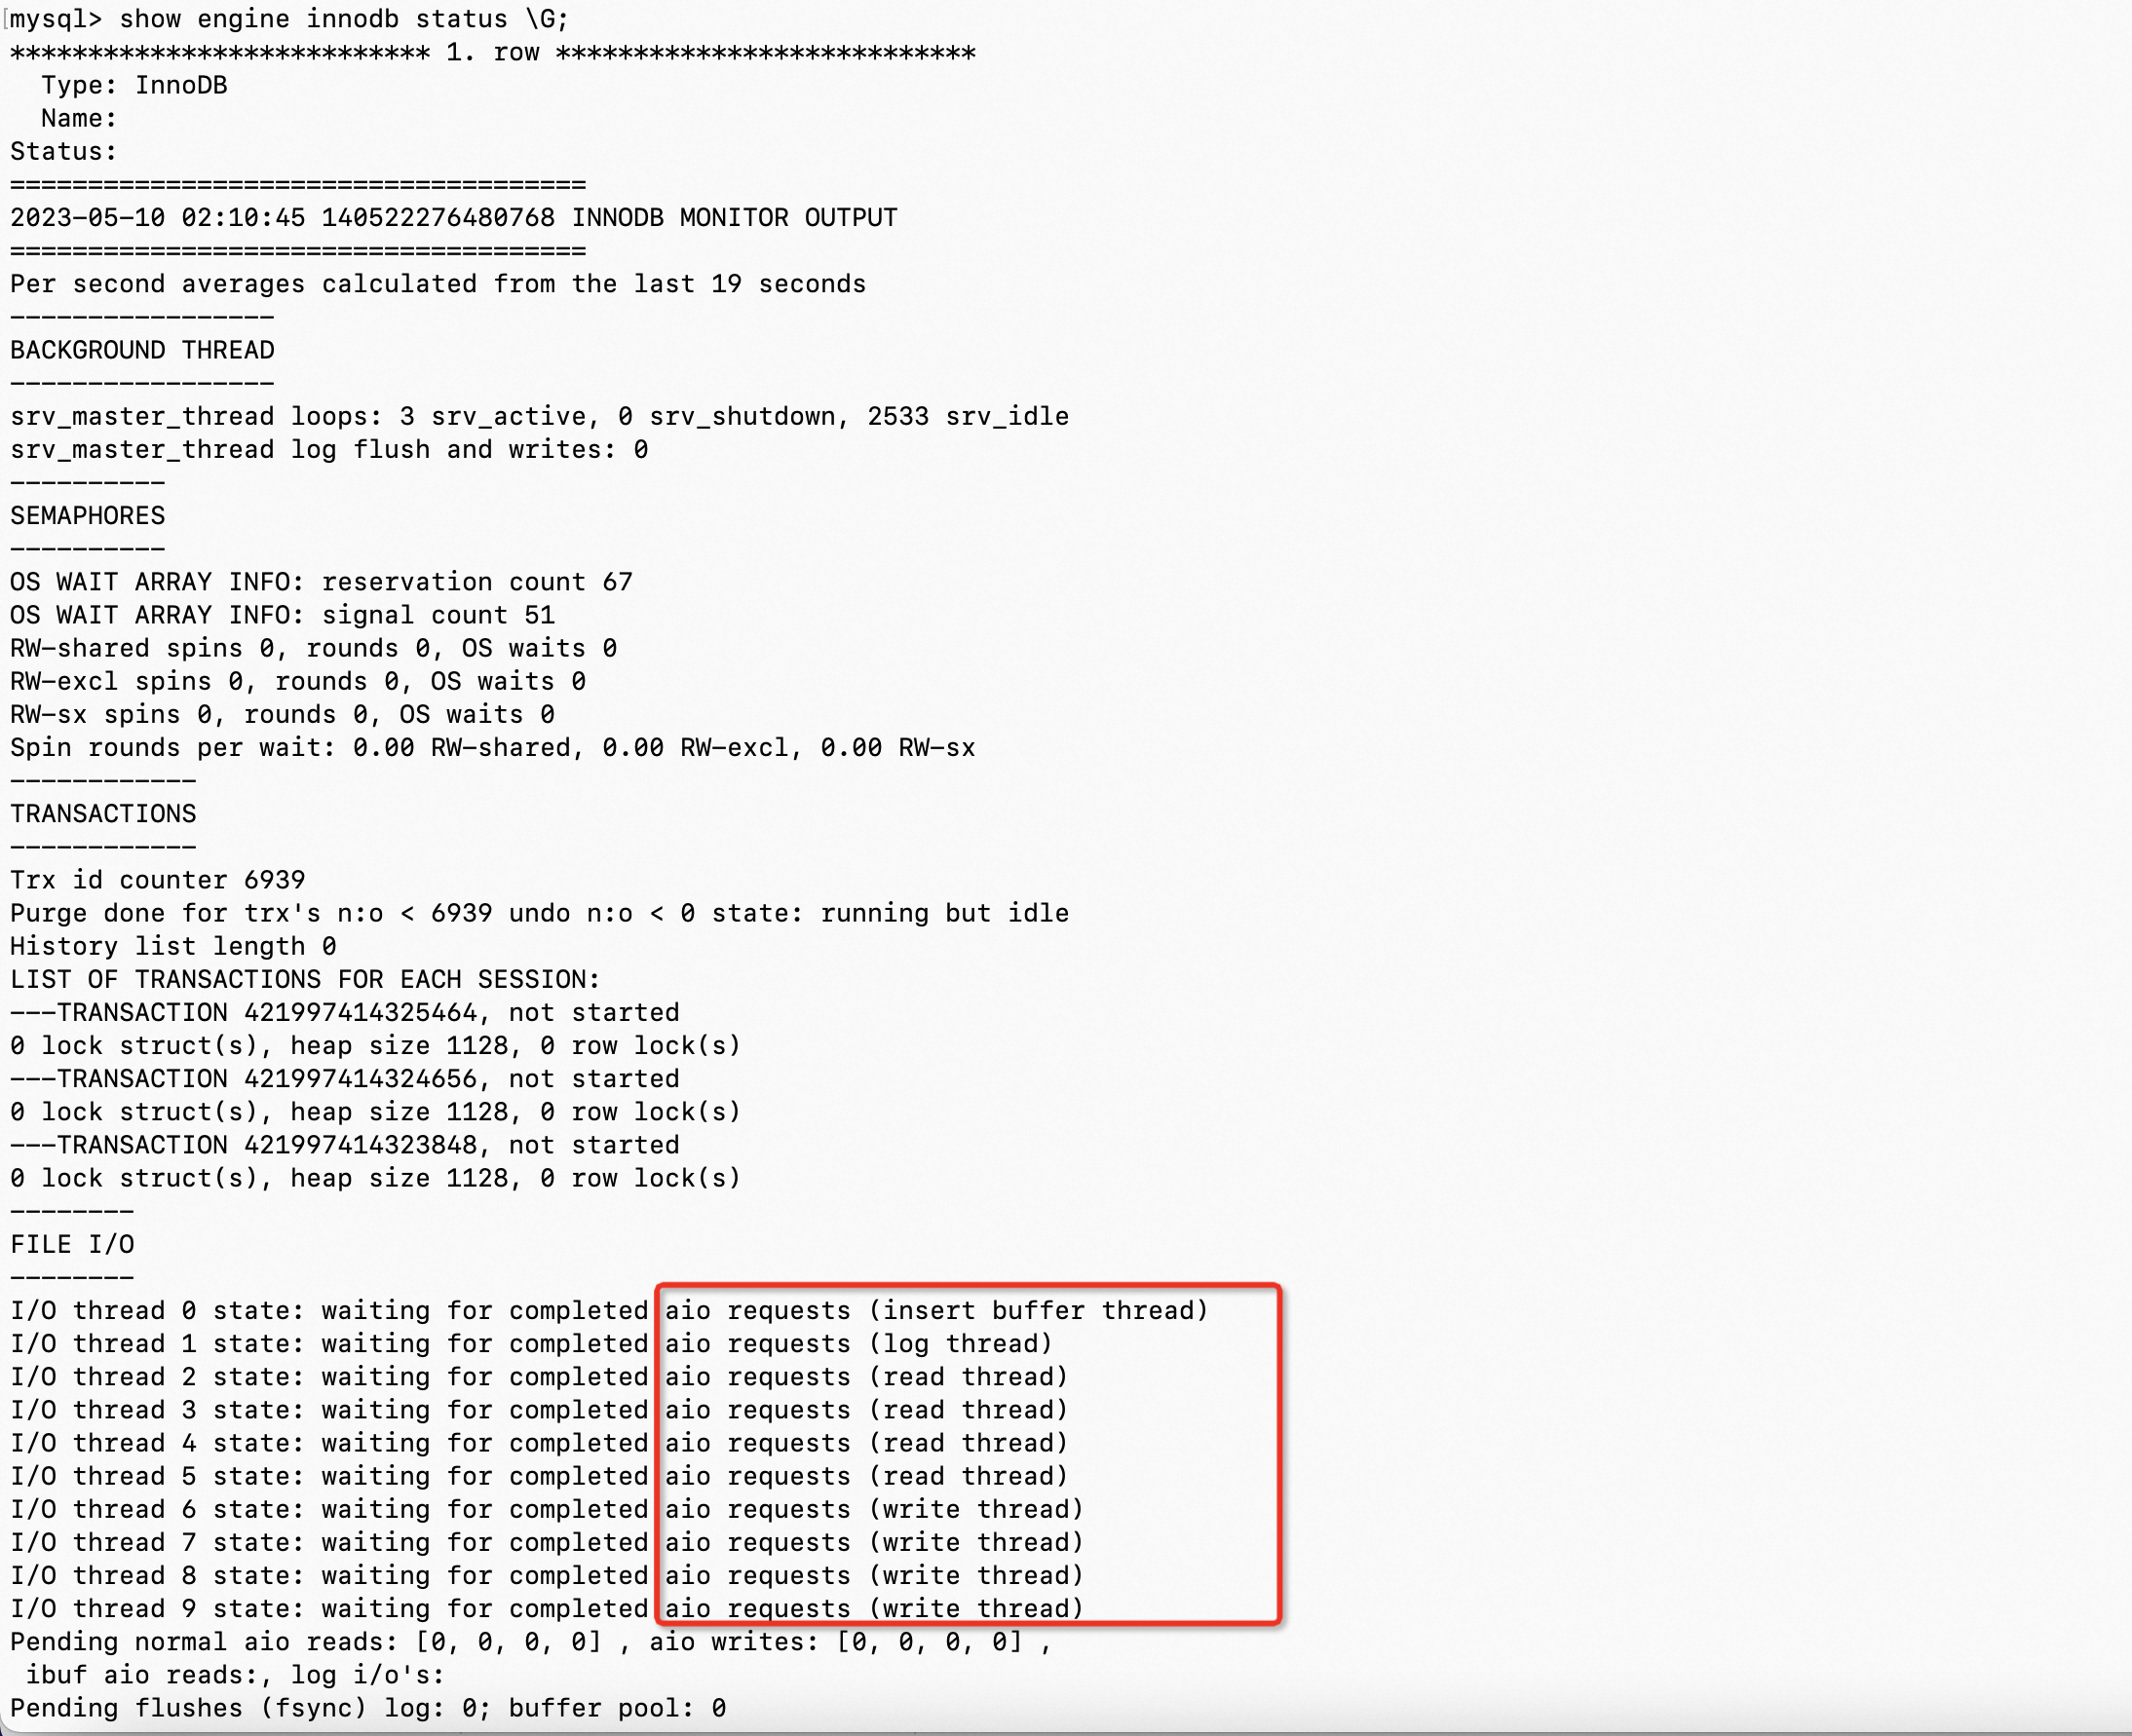 mysql> show engine innodb status \G;
*************************** 1. row ***************************
  Type: InnoDB
  Name:
Status:
=====================================
2023-05-10 02:10:45 140522276480768 INNODB MONITOR OUTPUT
=====================================
Per second averages calculated from the last 19 seconds
-----------------
BACKGROUND THREAD
-----------------
srv_master_thread loops: 3 srv_active, 0 srv_shutdown, 2533 srv_idle
srv_master_thread log flush and writes: 0
----------
SEMAPHORES
----------
OS WAIT ARRAY INFO: reservation count 67
OS WAIT ARRAY INFO: signal count 51
RW-shared spins 0, rounds 0, OS waits 0
RW-excl spins 0, rounds 0, OS waits 0
RW-sx spins 0, rounds 0, OS waits 0
Spin rounds per wait: 0.00 RW-shared, 0.00 RW-excl, 0.00 RW-sx
------------
TRANSACTIONS
------------
Trx id counter 6939
Purge done for trx's n:o < 6939 undo n:o < 0 state: running but idle
History list length 0
LIST OF TRANSACTIONS FOR EACH SESSION:
---TRANSACTION 421997414325464, not started
0 lock struct(s), heap size 1128, 0 row lock(s)
---TRANSACTION 421997414324656, not started
0 lock struct(s), heap size 1128, 0 row lock(s)
---TRANSACTION 421997414323848, not started
0 lock struct(s), heap size 1128, 0 row lock(s)
--------
FILE I/O
--------
I/O thread 0 state: waiting for completed aio requests (insert buffer thread)
I/O thread 1 state: waiting for completed aio requests (log thread)
I/O thread 2 state: waiting for completed aio requests (read thread)
I/O thread 3 state: waiting for completed aio requests (read thread)
I/O thread 4 state: waiting for completed aio requests (read thread)
I/O thread 5 state: waiting for completed aio requests (read thread)
I/O thread 6 state: waiting for completed aio requests (write thread)
I/O thread 7 state: waiting for completed aio requests (write thread)
I/O thread 8 state: waiting for completed aio requests (write thread)
I/O thread 9 state: waiting for completed aio requests (write thread)
Pending normal aio reads: [0, 0, 0, 0] , aio writes: [0, 0, 0, 0] ,
 ibuf aio reads:, log i/o's:
Pending flushes (fsync) log: 0; buffer pool: 0